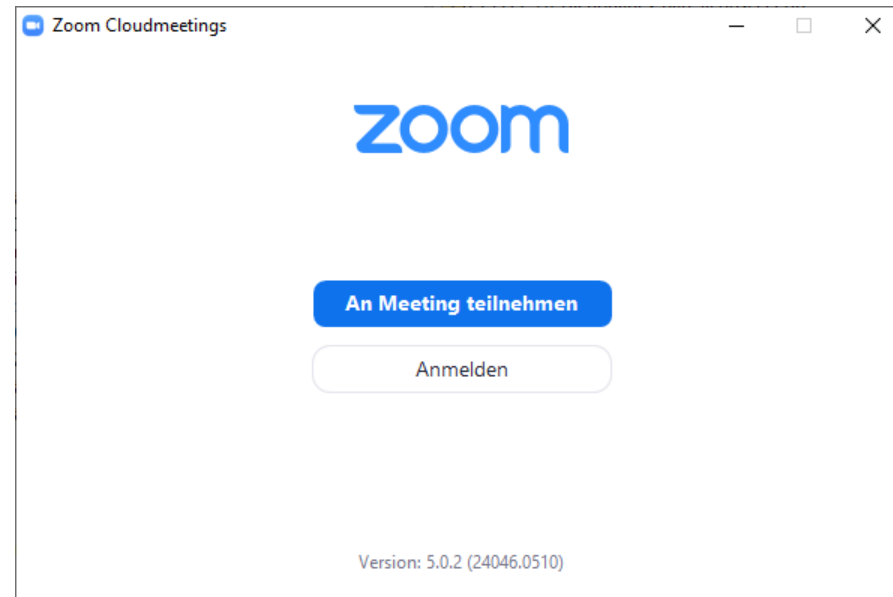 Zoom Cloudmeetings
zoom
An Meeting teilnehmen
Anmelden
Version: 5.0.2 (24046.0510)